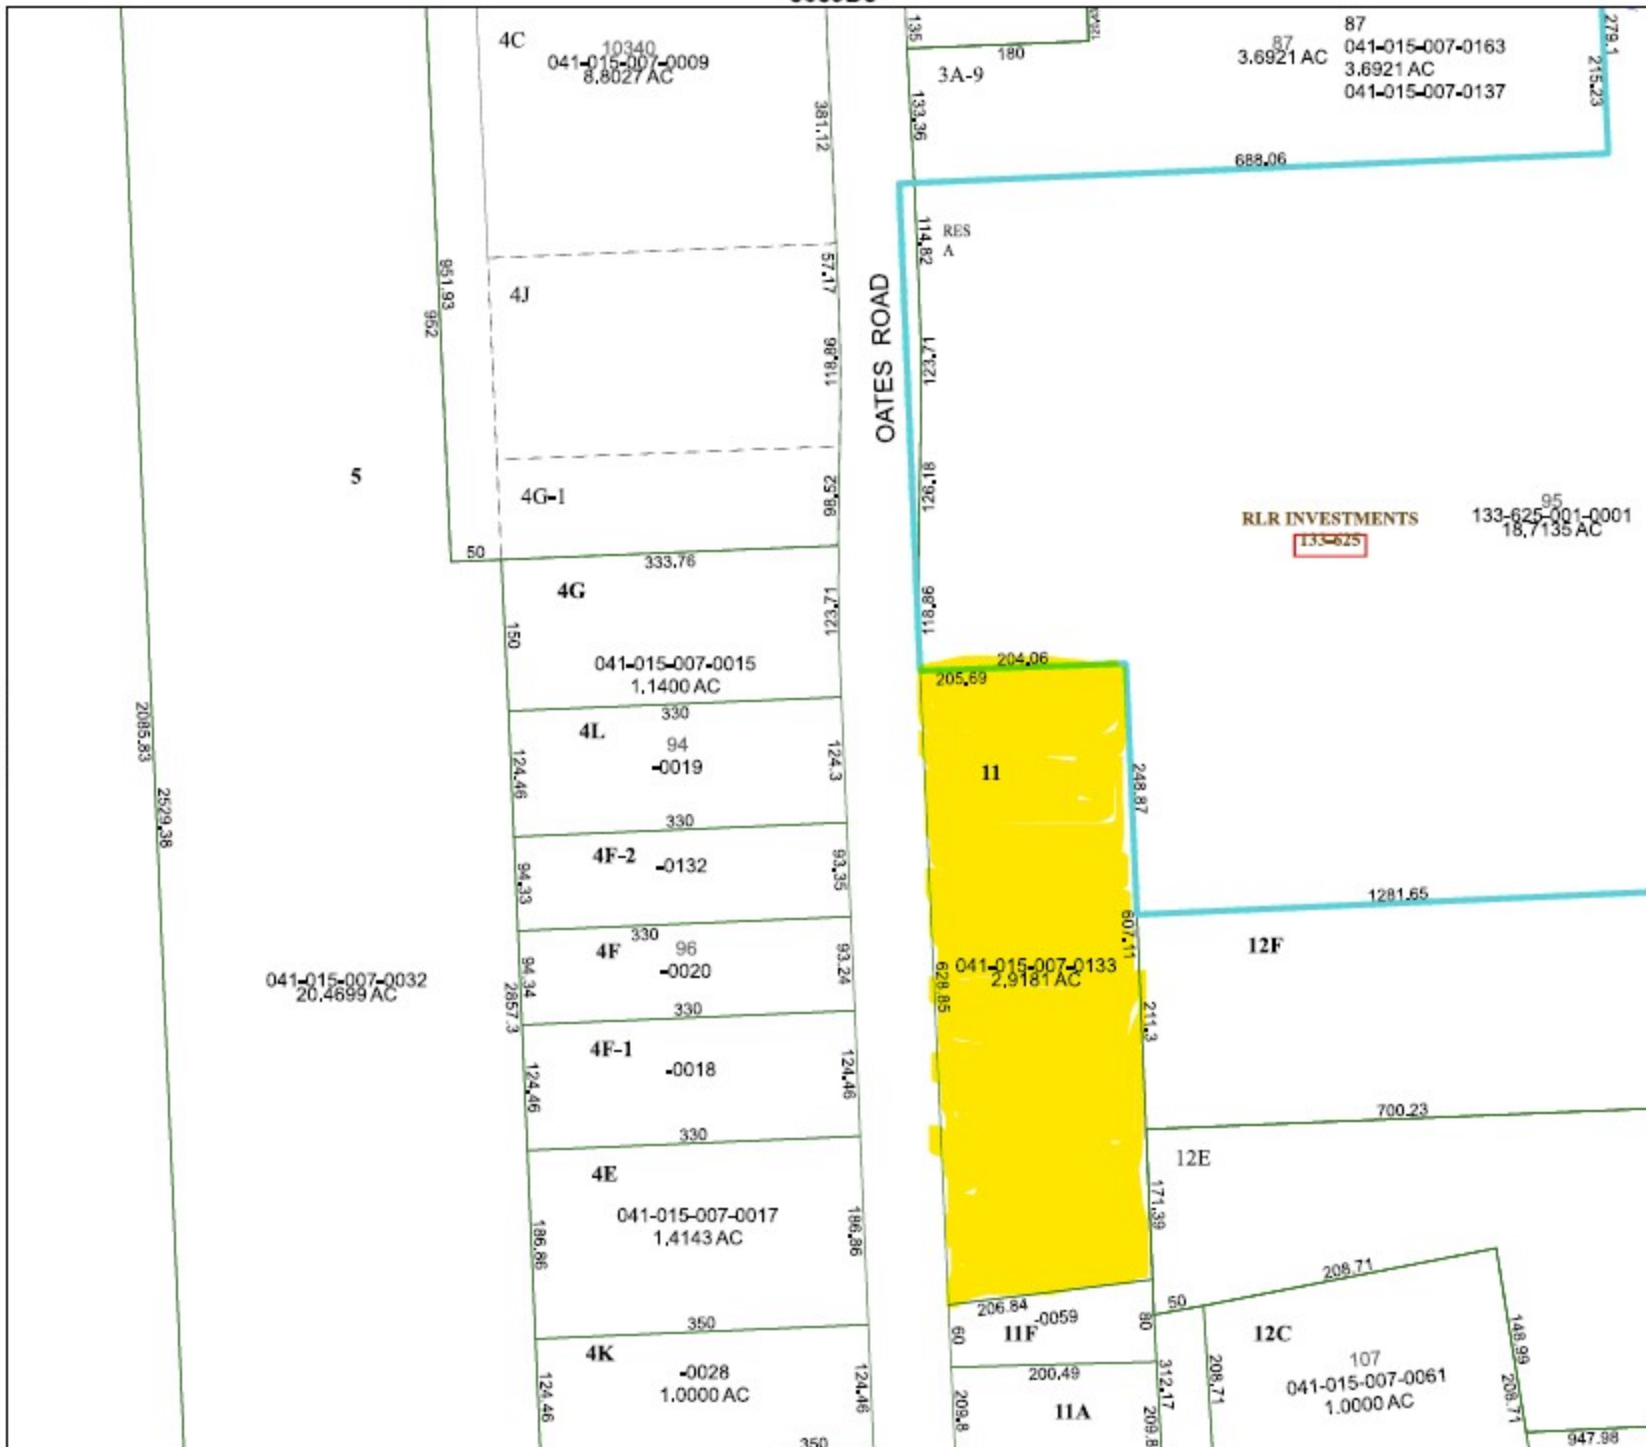 4C
10340
041-015-007-0009
8.8027 AC
381.12
135
180
3A-9
133.36
87
3.6921 AC
87
041-015-007-0163
3.6921 AC
041-015-007-0137
279.1
215.23
688.06
114.82
RES
A
951.93
952
4J
57.17
118.86
OATES ROAD
123.71
5
4G-1
98.52
126.18
RLR INVESTMENTS
133-625
95
133-625-001-0001
18.7135 AC
50
333.76
4G
123.71
118.86
150
041-015-007-0015
1.1400 AC
204.06
205.69
2085.83
2529.38
330
4L
94
-0019
124.46
124.3
11
248.87
330
4F-2
-0132
94.33
93.35
1281.65
607.11
330
4F
96
-0020
94.34
93.24
12F
041-015-007-0133
2.9181 AC
628.85
041-015-007-0032
20.4699 AC
2857.3
330
211.3
4F-1
-0018
124.46
124.46
700.23
330
12E
4E
171.39
041-015-007-0017
1.4143 AC
186.86
186.86
208.71
50
206.84
-0059
11F
60
80
350
12C
148.99
4K
-0028
1.0000 AC
124.46
124.46
200.49
312.17
208.71
107
041-015-007-0061
1.0000 AC
208.71
209.8
11A
209.8
350
947.98